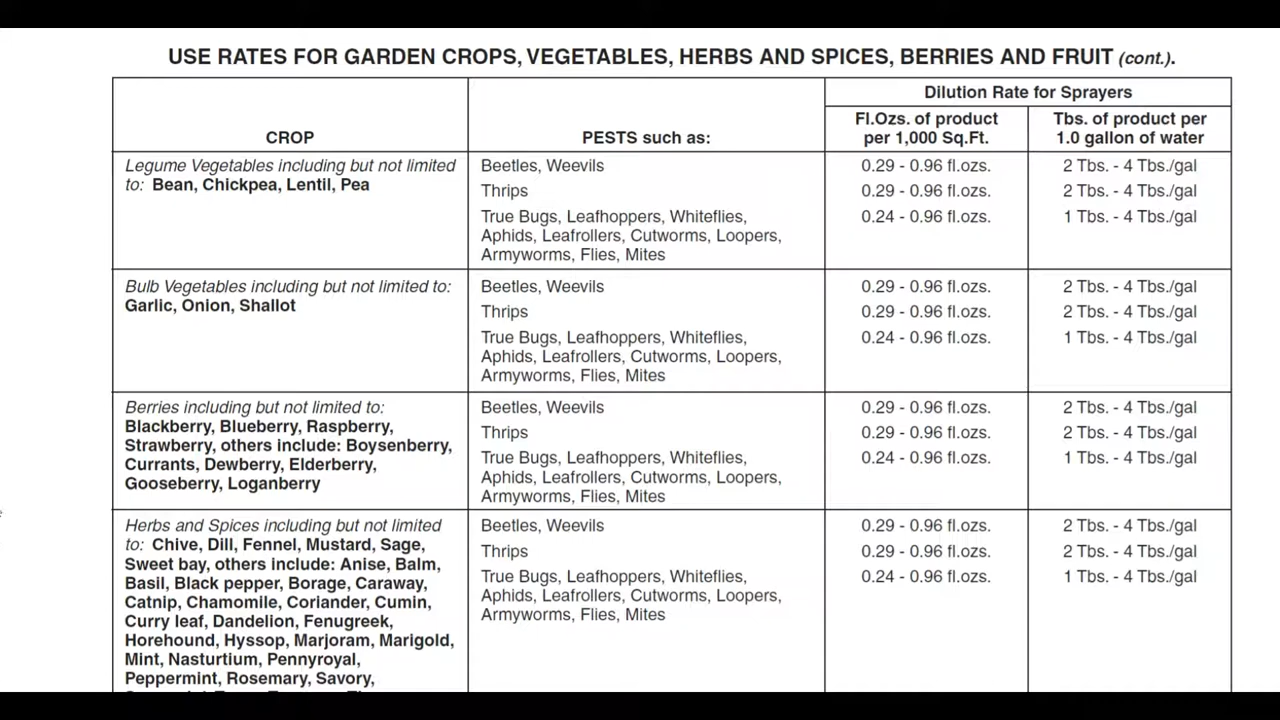 USE RATES FOR GARDEN CROPS, VEGETABLES, HERBS AND SPICES, BERRIES AND FRUIT (cont.).
Dilution Rate for Sprayers
CROP
PESTS such as:
Fl.Ozs. of product
per 1,000 Sq.Ft.
Tbs. of product per
1.0 gallon of water
Legume Vegetables including but not limited
to: Bean, Chickpea, Lentil, Pea
Beetles, Weevils
0.29 - 0.96 fl.ozs.
2 Tbs. - 4 Tbs./gal
Thrips
0.29 - 0.96 fl.ozs.
2 Tbs. - 4 Tbs./gal
True Bugs, Leafhoppers, Whiteflies,
Aphids, Leafrollers, Cutworms, Loopers,
Armyworms, Flies, Mites
0.24 - 0.96 fl.ozs.
1 Tbs. - 4 Tbs./gal
Bulb Vegetables including but not limited to:
Garlic, Onion, Shallot
Beetles, Weevils
0.29 - 0.96 fl.ozs.
2 Tbs. - 4 Tbs./gal
Thrips
0.29 - 0.96 fl.ozs.
2 Tbs. - 4 Tbs./gal
True Bugs, Leafhoppers, Whiteflies,
Aphids, Leafrollers, Cutworms, Loopers,
Armyworms, Flies, Mites
0.24 - 0.96 fl.ozs.
1 Tbs. - 4 Tbs./gal
Berries including but not limited to:
Blackberry, Blueberry, Raspberry,
Strawberry, others include: Boysenberry,
Currants, Dewberry, Elderberry,
Gooseberry, Loganberry
Beetles, Weevils
0.29 - 0.96 fl.ozs.
2 Tbs. - 4 Tbs./gal
Thrips
0.29 - 0.96 fl.ozs.
2 Tbs. - 4 Tbs./gal
True Bugs, Leafhoppers, Whiteflies,
Aphids, Leafrollers, Cutworms, Loopers,
Armyworms, Flies, Mites
0.24 - 0.96 fl.ozs.
1 Tbs. - 4 Tbs./gal
Herbs and Spices including but not limited
to: Chive, Dill, Fennel, Mustard, Sage,
Sweet bay, others include: Anise, Balm,
Basil, Black pepper, Borage, Caraway,
Catnip, Chamomile, Coriander, Cumin,
Curry leaf, Dandelion, Fenugreek,
Horehound, Hyssop, Marjoram, Marigold,
Mint, Nasturtium, Pennyroyal,
Peppermint, Rosemary, Savory,
Beetles, Weevils
0.29 - 0.96 fl.ozs.
2 Tbs. - 4 Tbs./gal
Thrips
0.29 - 0.96 fl.ozs.
2 Tbs. - 4 Tbs./gal
True Bugs, Leafhoppers, Whiteflies,
Aphids, Leafrollers, Cutworms, Loopers,
Armyworms, Flies, Mites
0.24 - 0.96 fl.ozs.
1 Tbs. - 4 Tbs./gal